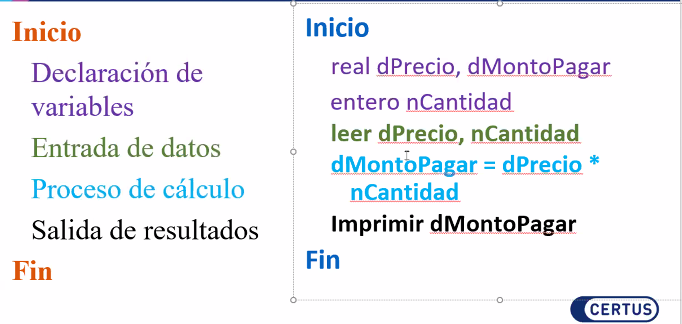 Inicio
Declaración de
variables
Entrada de datos
Proceso de cálculo
Salida de resultados
Fin
Inicio
real dPrecio, dMontoPagar
entero nCantidad
leer dPrecio, nCantidad
dMontoPagar = dPrecio *
nCantidad
Imprimir dMontoPagar
Fin
CERTUS